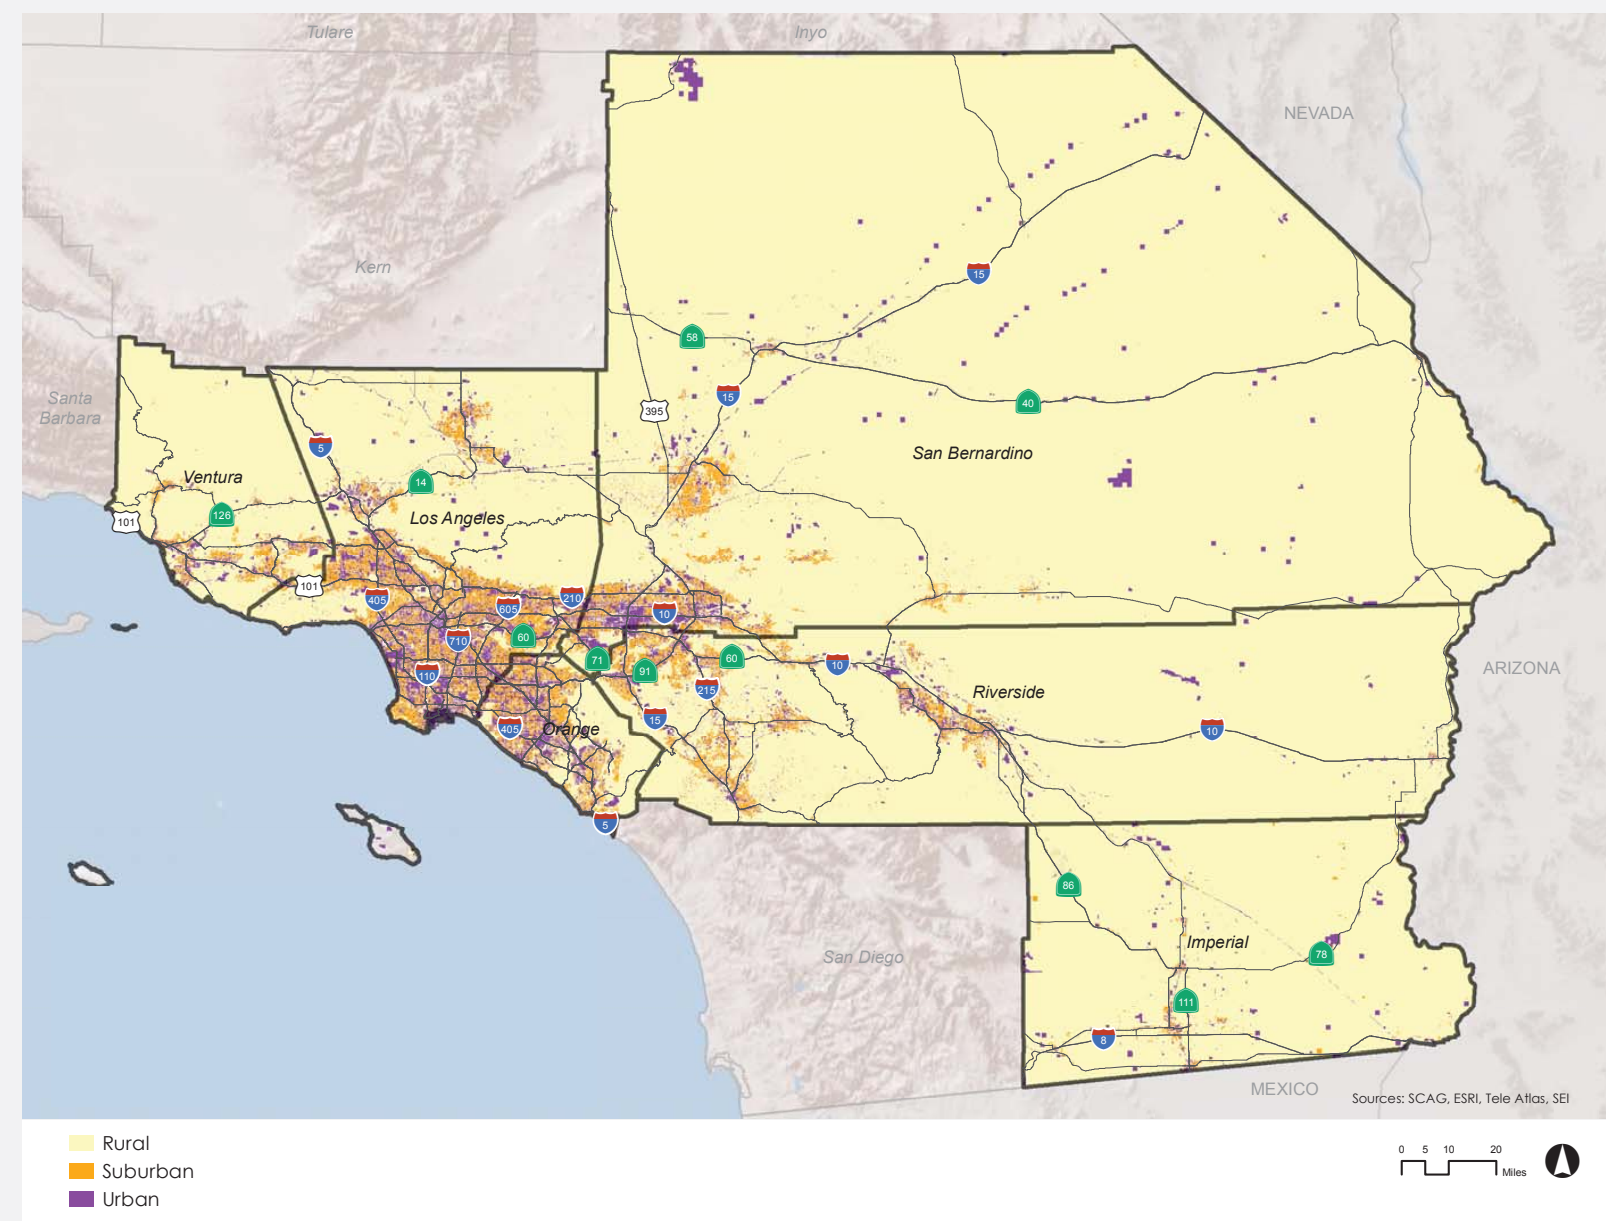 Tulare
Inyo
NEVADA
Kern
15
58
15
395
40
Santa
Barbara
5
San Bernardino
Ventura
14
126
Los Angeles
101
101
405
210
605
10
710
60
71
91
60
10
ARIZONA
110
215
Riverside
15
405
Orange
10
5
86
Imperial
78
San Diego
111
8
MEXICO
Sources: SCAG, ESRI, Tele Atlas, SEI
Rural
Suburban
Urban
0 5 10 20
Miles